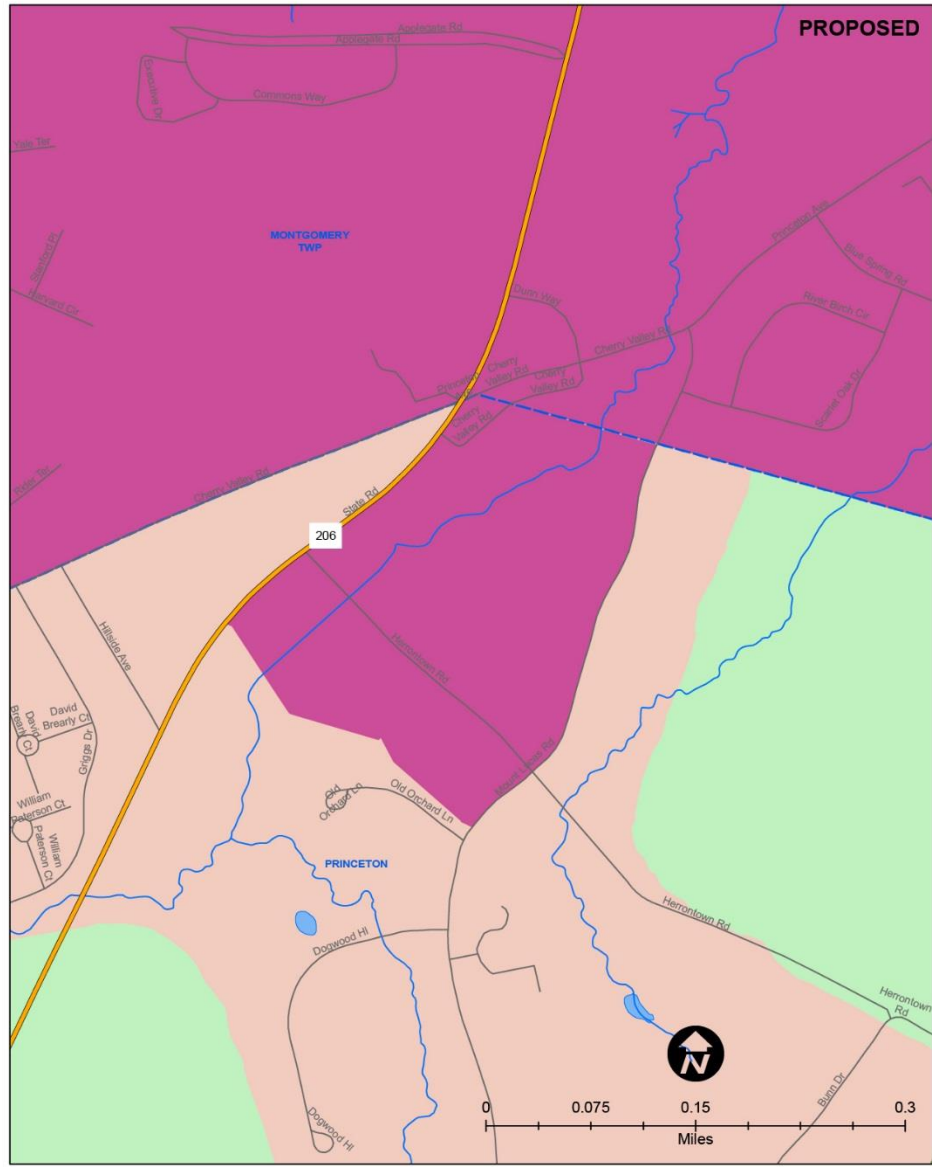 PROPOSED
Applegate Rd
Applegate Rd
Executive Dr
Commons Way
Yale Ter
Stanford Pl
Harvard Cir
MONTGOMERY
TWP
Princeton Ave
Blue Spring Rd
River Birch Cir
Scarlet Oak Dr
Dunn Way
Cherry Valley Rd
Princeton
Ave
Cherry
Valley Rd
Cherry
Valley Rd
Cherry
Valley Rd
Cherry Valley Rd
Rider Ter
State Rd
206
Hillside Ave
Herrontown Rd
David
Brearly Ct
David
Brearly Ct
Griggs Dr
William
Paterson Ct
William
Paterson Ct
Mount Lucas Rd
Old
Orchard Ln
Old Orchard Ln
PRINCETON
Dogwood Hl
Herrontown Rd
Herrontown
Rd
Bunn Dr
Dogwood Hl
N
0 0.075 0.15 0.3
Miles